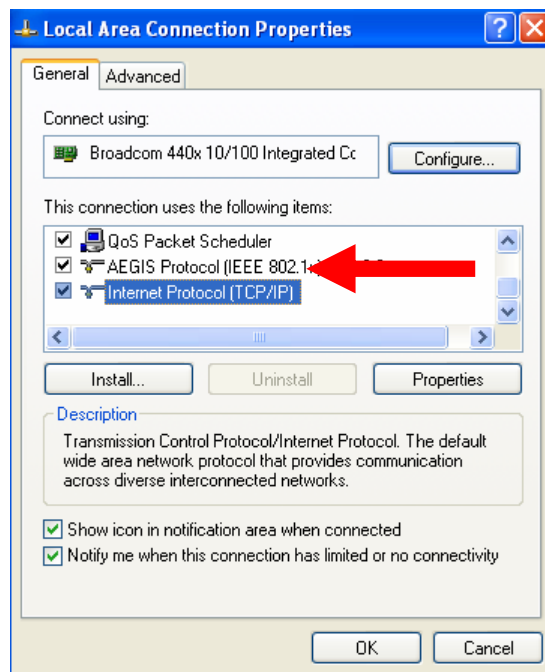 Local Area Connection Properties
General Advanced
Connect using:
Broadcom 440x 10/100 Integrated Cc Configure...
This connection uses the following items:
QoS Packet Scheduler
AEGIS Protocol (IEEE 802.1
Internet Protocol (TCP/IP)
Install... Uninstall Properties
Description
Transmission Control Protocol/Internet Protocol. The default
wide area network protocol that provides communication
across diverse interconnected networks.
Show icon in notification area when connected
Notify me when this connection has limited or no connectivity
OK Cancel